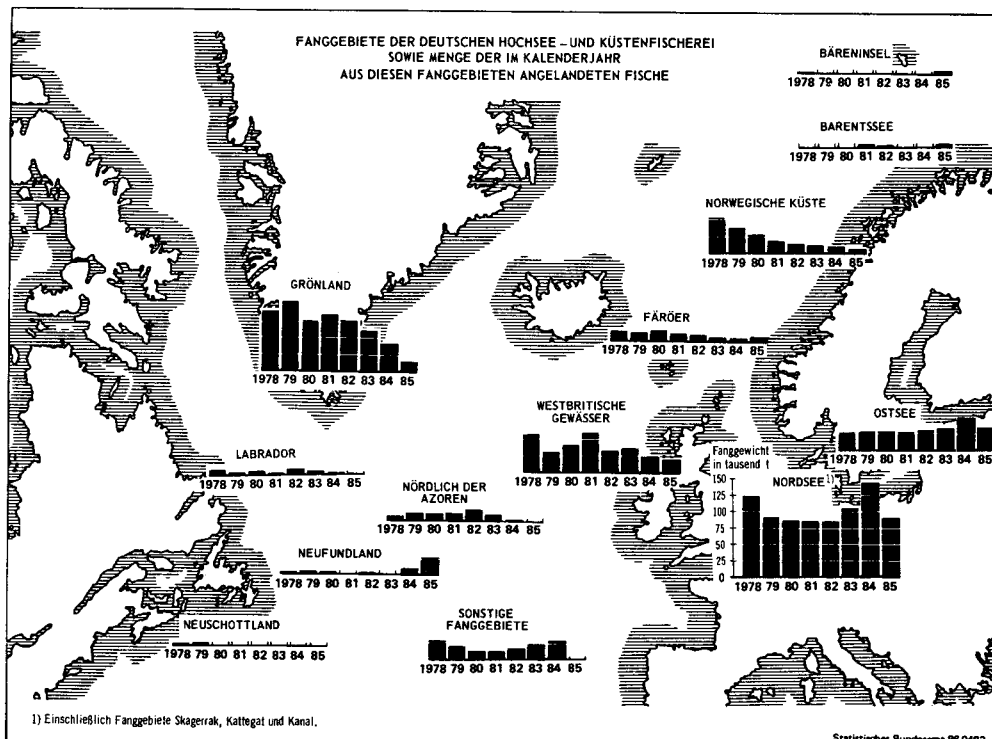 FANGGEBIETE DER DEUTSCHEN HOCHSEE – UND KÜSTENFISCHEREI
SOWIE MENGE DER IM KALENDERJAHR
AUS DIESEN FANGGEBIETEN ANGELANDETEN FISCHE
BÄRENINSEL
1978 79 80 81 82 83 84 85
BARENTSSEE
1978 79 80 81 82 83 84 85
NORWEGISCHE KÜSTE
1978 79 80 81 82 83 84 85
GRÖNLAND
1978 79 80 81 82 83 84 85
FÄRÖER
1978 79 80 81 82 83 84 85
WESTBRITISCHE
GEWÄSSER
1978 79 80 81 82 83 84 85
OSTSEE
1978 79 80 81 82 83 84 85
LABRADOR
1978 79 80 81 82 83 84 85
NÖRDLICH DER
AZOREN
1978 79 80 81 82 83 84 85
Fanggewicht
in tausend t
NORDSEE 1)
150
125
100
75
50
25
0
1978 79 80 81 82 83 84 85
NEUFUNDLAND
1978 79 80 81 82 83 84 85
NEUSCHOTTLAND
1978 79 80 81 82 83 84 85
SONSTIGE
FANGGEBIETE
1978 79 80 81 82 83 84 85
1) Einschließlich Fanggebiete Skagerrak, Kattegat und Kanal.
Statistisches Bundesamt